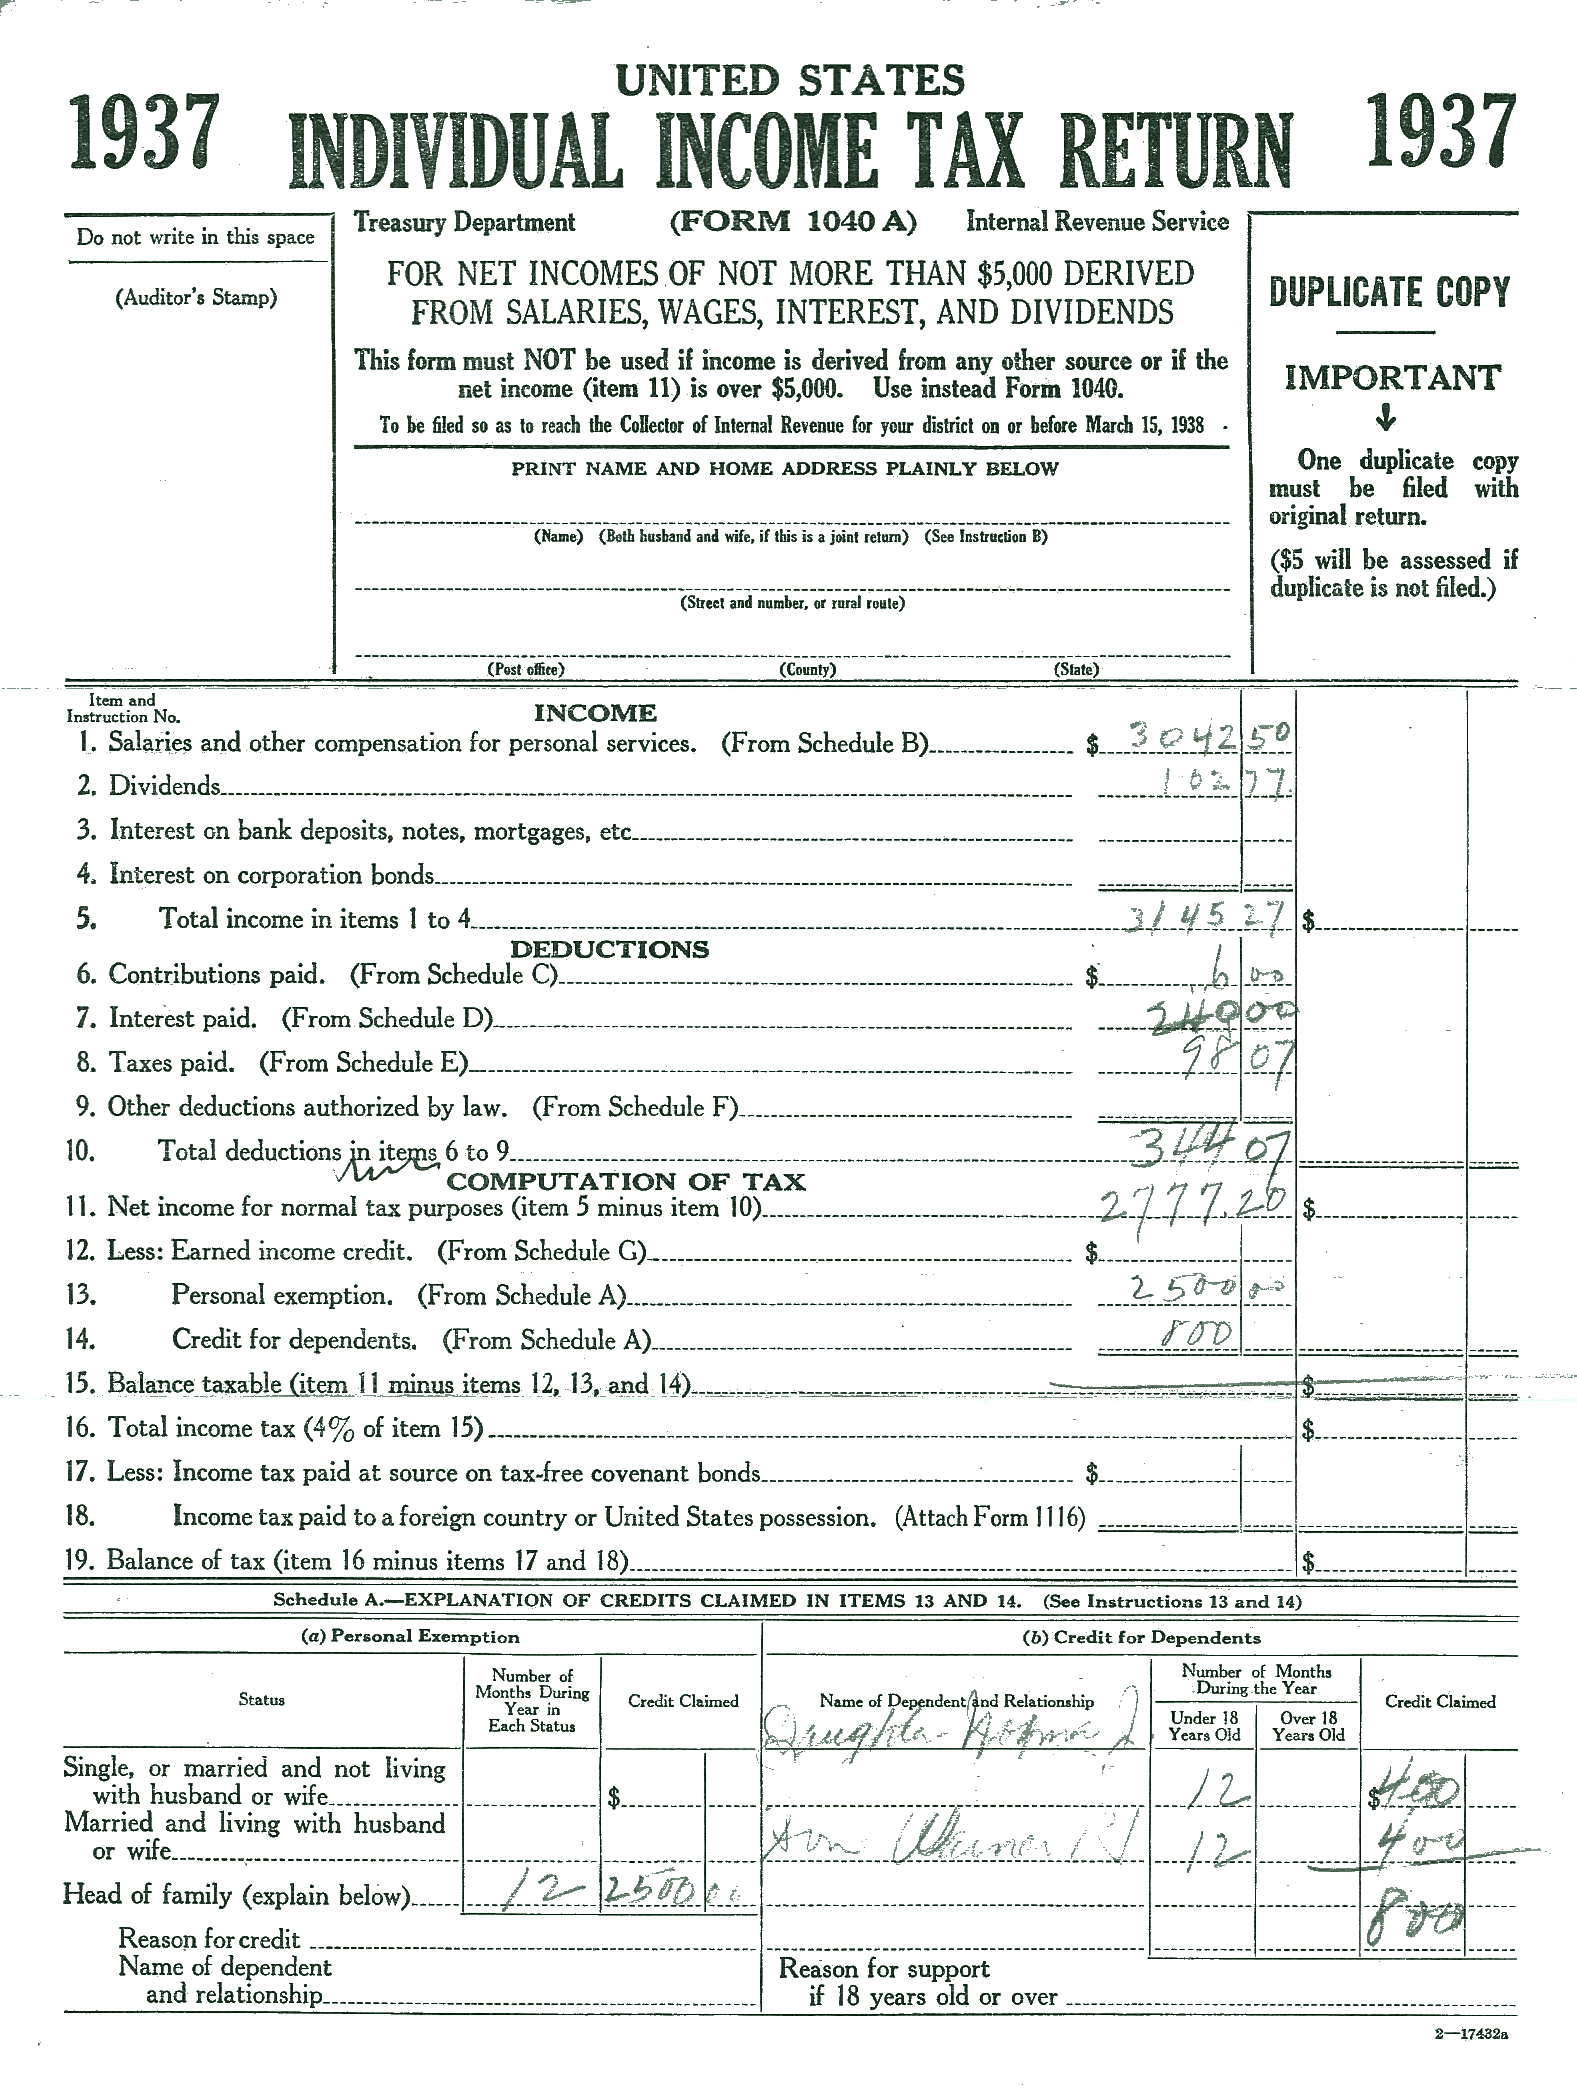 UNITED STATES
1937 INDIVIDUAL INCOME TAX RETURN 1937
Do not write in this space
(Auditor's Stamp)
Treasury Department (FORM 1040 A) Internal Revenue Service
FOR NET INCOMES OF NOT MORE THAN $5,000 DERIVED
FROM SALARIES, WAGES, INTEREST, AND DIVIDENDS
This form must NOT be used if income is derived from any other source or if the
net income (item 11) is over $5,000. Use instead Form 1040.
To be filed so as to reach the Collector of Internal Revenue for your district on or before March 15, 1938
PRINT NAME AND HOME ADDRESS PLAINLY BELOW
(Name) (Both husband and wife, if this is a joint return) (See Instruction B)
(Street and number, or rural route)
(Post office) (County) (State)
DUPLICATE COPY
IMPORTANT
One duplicate copy
must be filed with
original return.
($5 will be assessed if
duplicate is not filed.)
Item and
Instruction No.
INCOME
1. Salaries and other compensation for personal services. (From Schedule B) $ 3042 50
2. Dividends 102 77
3. Interest on bank deposits, notes, mortgages, etc
4. Interest on corporation bonds
5. Total income in items 1 to 4 3145 27 $
DEDUCTIONS
6. Contributions paid. (From Schedule C) $ 6 00
7. Interest paid. (From Schedule D) 240 00
8. Taxes paid. (From Schedule E) 98 07
9. Other deductions authorized by law. (From Schedule F)
10. Total deductions in items 6 to 9 344 07
COMPUTATION OF TAX
11. Net income for normal tax purposes (item 5 minus item 10) 2777.20 $
12. Less: Earned income credit. (From Schedule G) $
13. Personal exemption. (From Schedule A) 2500 00
14. Credit for dependents. (From Schedule A) 800
15. Balance taxable (item 11 minus items 12, 13, and 14) $
16. Total income tax (4% of item 15) $
17. Less: Income tax paid at source on tax-free covenant bonds $
18. Income tax paid to a foreign country or United States possession. (Attach Form 1116)
19. Balance of tax (item 16 minus items 17 and 18) $
Schedule A.—EXPLANATION OF CREDITS CLAIMED IN ITEMS 13 AND 14. (See Instructions 13 and 14)
(a) Personal Exemption
Status
Number of
Months During
Year in
Each Status
Credit Claimed
Single, or married and not living
with husband or wife $
Married and living with husband
or wife
Head of family (explain below) 12 2500 00
Reason for credit
Name of dependent
and relationship
(b) Credit for Dependents
Name of Dependent and Relationship
Number of Months
During the Year
Under 18
Years Old
Over 18
Years Old
Credit Claimed
Daughter - Norma J
12 $400
Son 12 400
800
Reason for support
if 18 years old or over
2—17432a